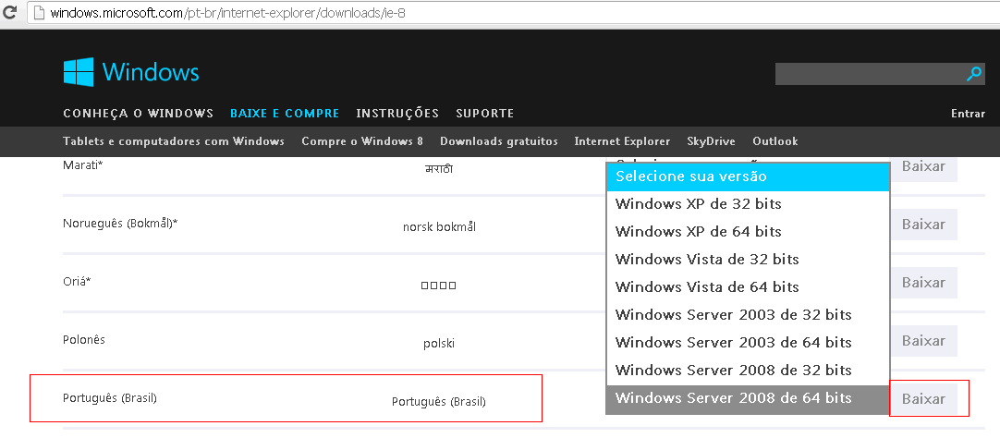 windows.microsoft.com/pt-br/internet-explorer/downloads/ie-8
Windows
CONHEÇA O WINDOWS BAIXE E COMPRE INSTRUÇÕES SUPORTE Entrar
Tablets e computadores com Windows Compre o Windows 8 Downloads gratuitos Internet Explorer SkyDrive Outlook
Marati* मराठी Baixar
Selecione sua versão
Windows XP de 32 bits
Norueguês (Bokmål)* norsk bokmål Baixar
Windows XP de 64 bits
Windows Vista de 32 bits
Oriá* Baixar
Windows Vista de 64 bits
Windows Server 2003 de 32 bits
Polonês polski Baixar
Windows Server 2003 de 64 bits
Windows Server 2008 de 32 bits
Português (Brasil) Português (Brasil) Windows Server 2008 de 64 bits Baixar